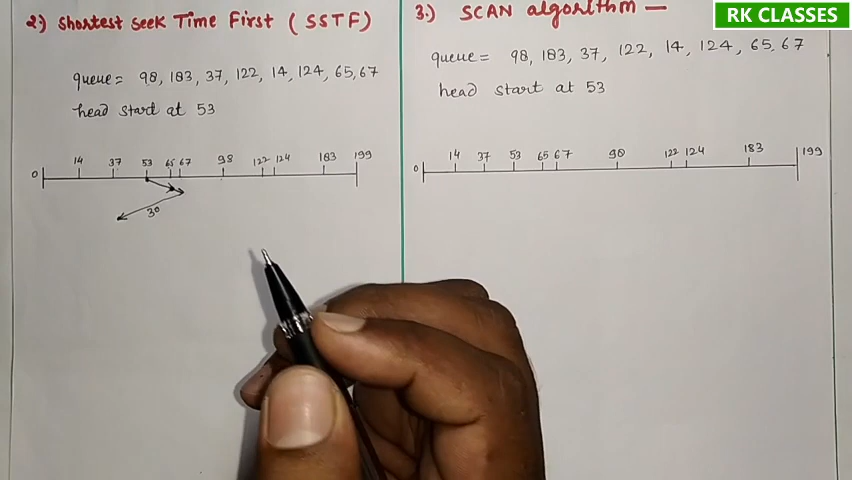 2.) Shortest Seek Time First (SSTF)
queue = 98, 183, 37, 122, 14, 124, 65, 67
head start at 53
0 14 37 53 65 67 98 122 124 183 199
30
3.) SCAN algorithm —
RK CLASSES
queue = 98, 183, 37, 122, 14, 124, 65, 67
head start at 53
0 14 37 53 65 67 98 122 124 183 199